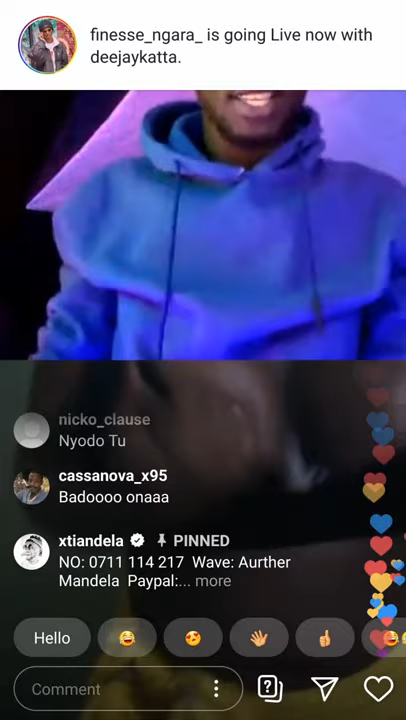 finesse_ngara_ is going Live now with
deejaykatta.
nicko_clause
Nyodo Tu
cassanova_x95
Badoooo onaaa
xtiandela PINNED
NO: 0711 114 217 Wave: Aurther
Mandela Paypal:... more
Hello
Comment